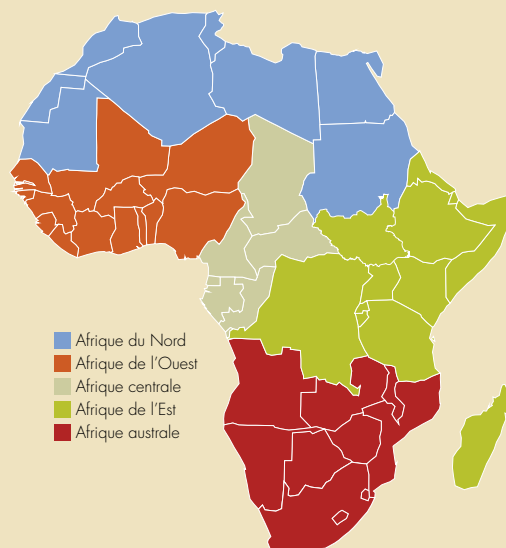 Afrique du Nord
Afrique de l'Ouest
Afrique centrale
Afrique de l'Est
Afrique australe